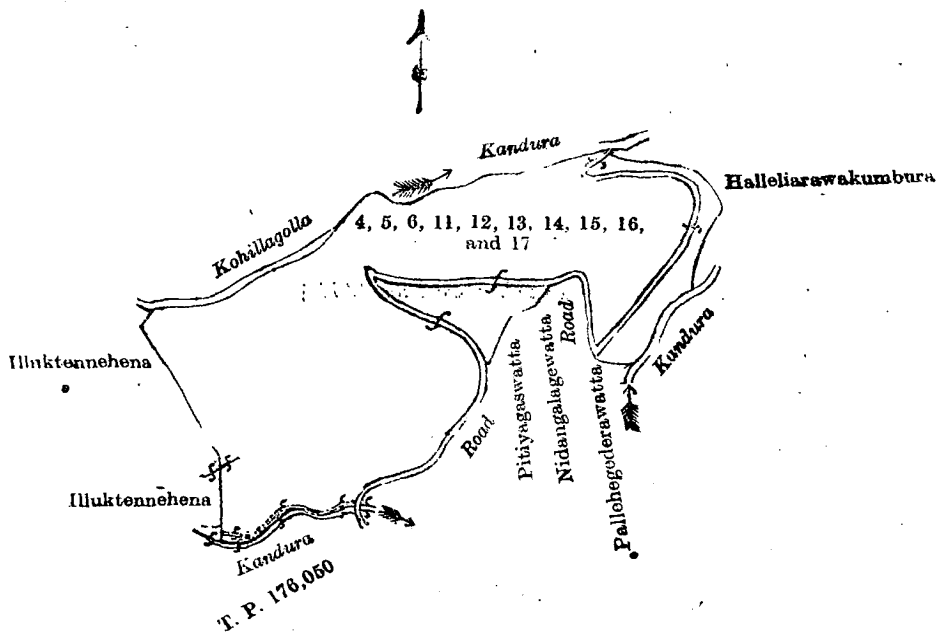 Kandura
Halleliarawakumbura
Kohillagolla
4, 5, 6, 11, 12, 13, 14, 15, 16,
and 17
Illuktennehena
Kandura
Road
Pitiyagaswatta
Nidangalagewatta
Road
Pallehegoderawatta
Illuktennehena
Kandura
T. P. 176,050